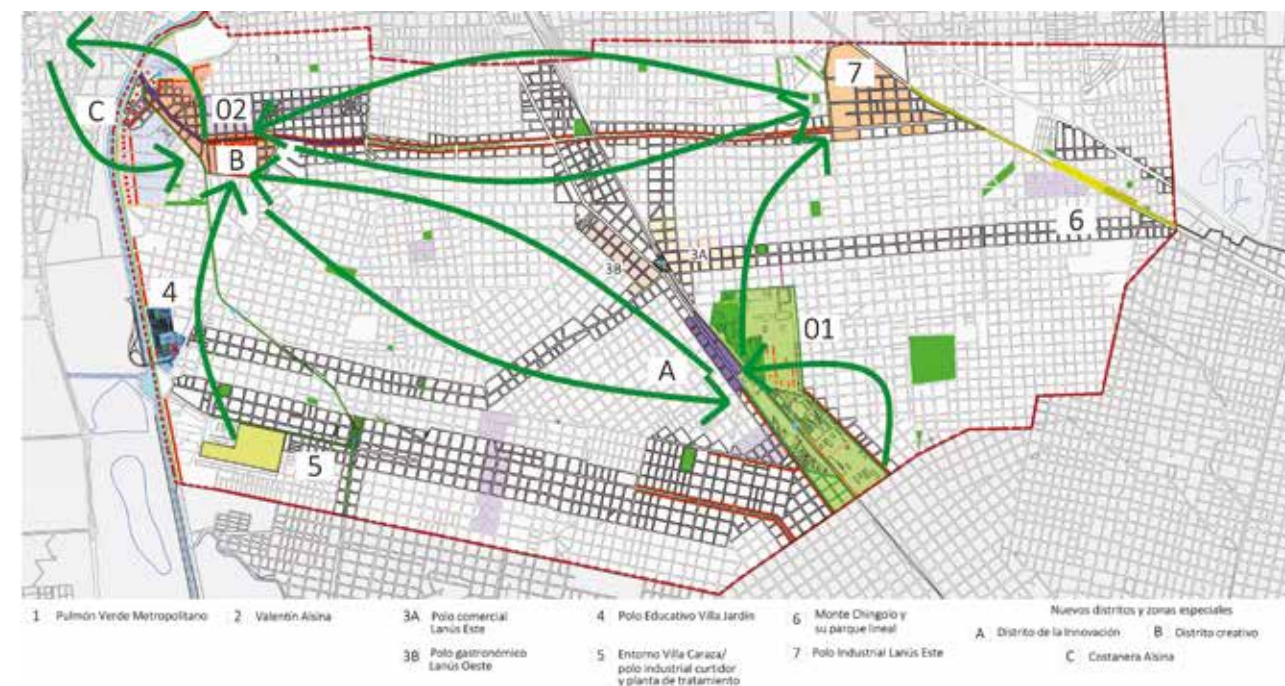 C
02
B
7
6
3A
3B
4
01
A
5
1 Pulmón Verde Metropolitano
2 Valentín Alsina
3A Polo comercial
Lanús Este
3B Polo gastronómico
Lanús Oeste
4 Polo Educativo Villa Jardín
5 Entorno Villa Caraza/
polo industrial curtidor
y planta de tratamiento
6 Monte Chingolo y
su parque lineal
7 Polo Industrial Lanús Este
Nuevos distritos y zonas especiales
A Distrito de la Innovación
B Distrito creativo
C Costanera Alsina